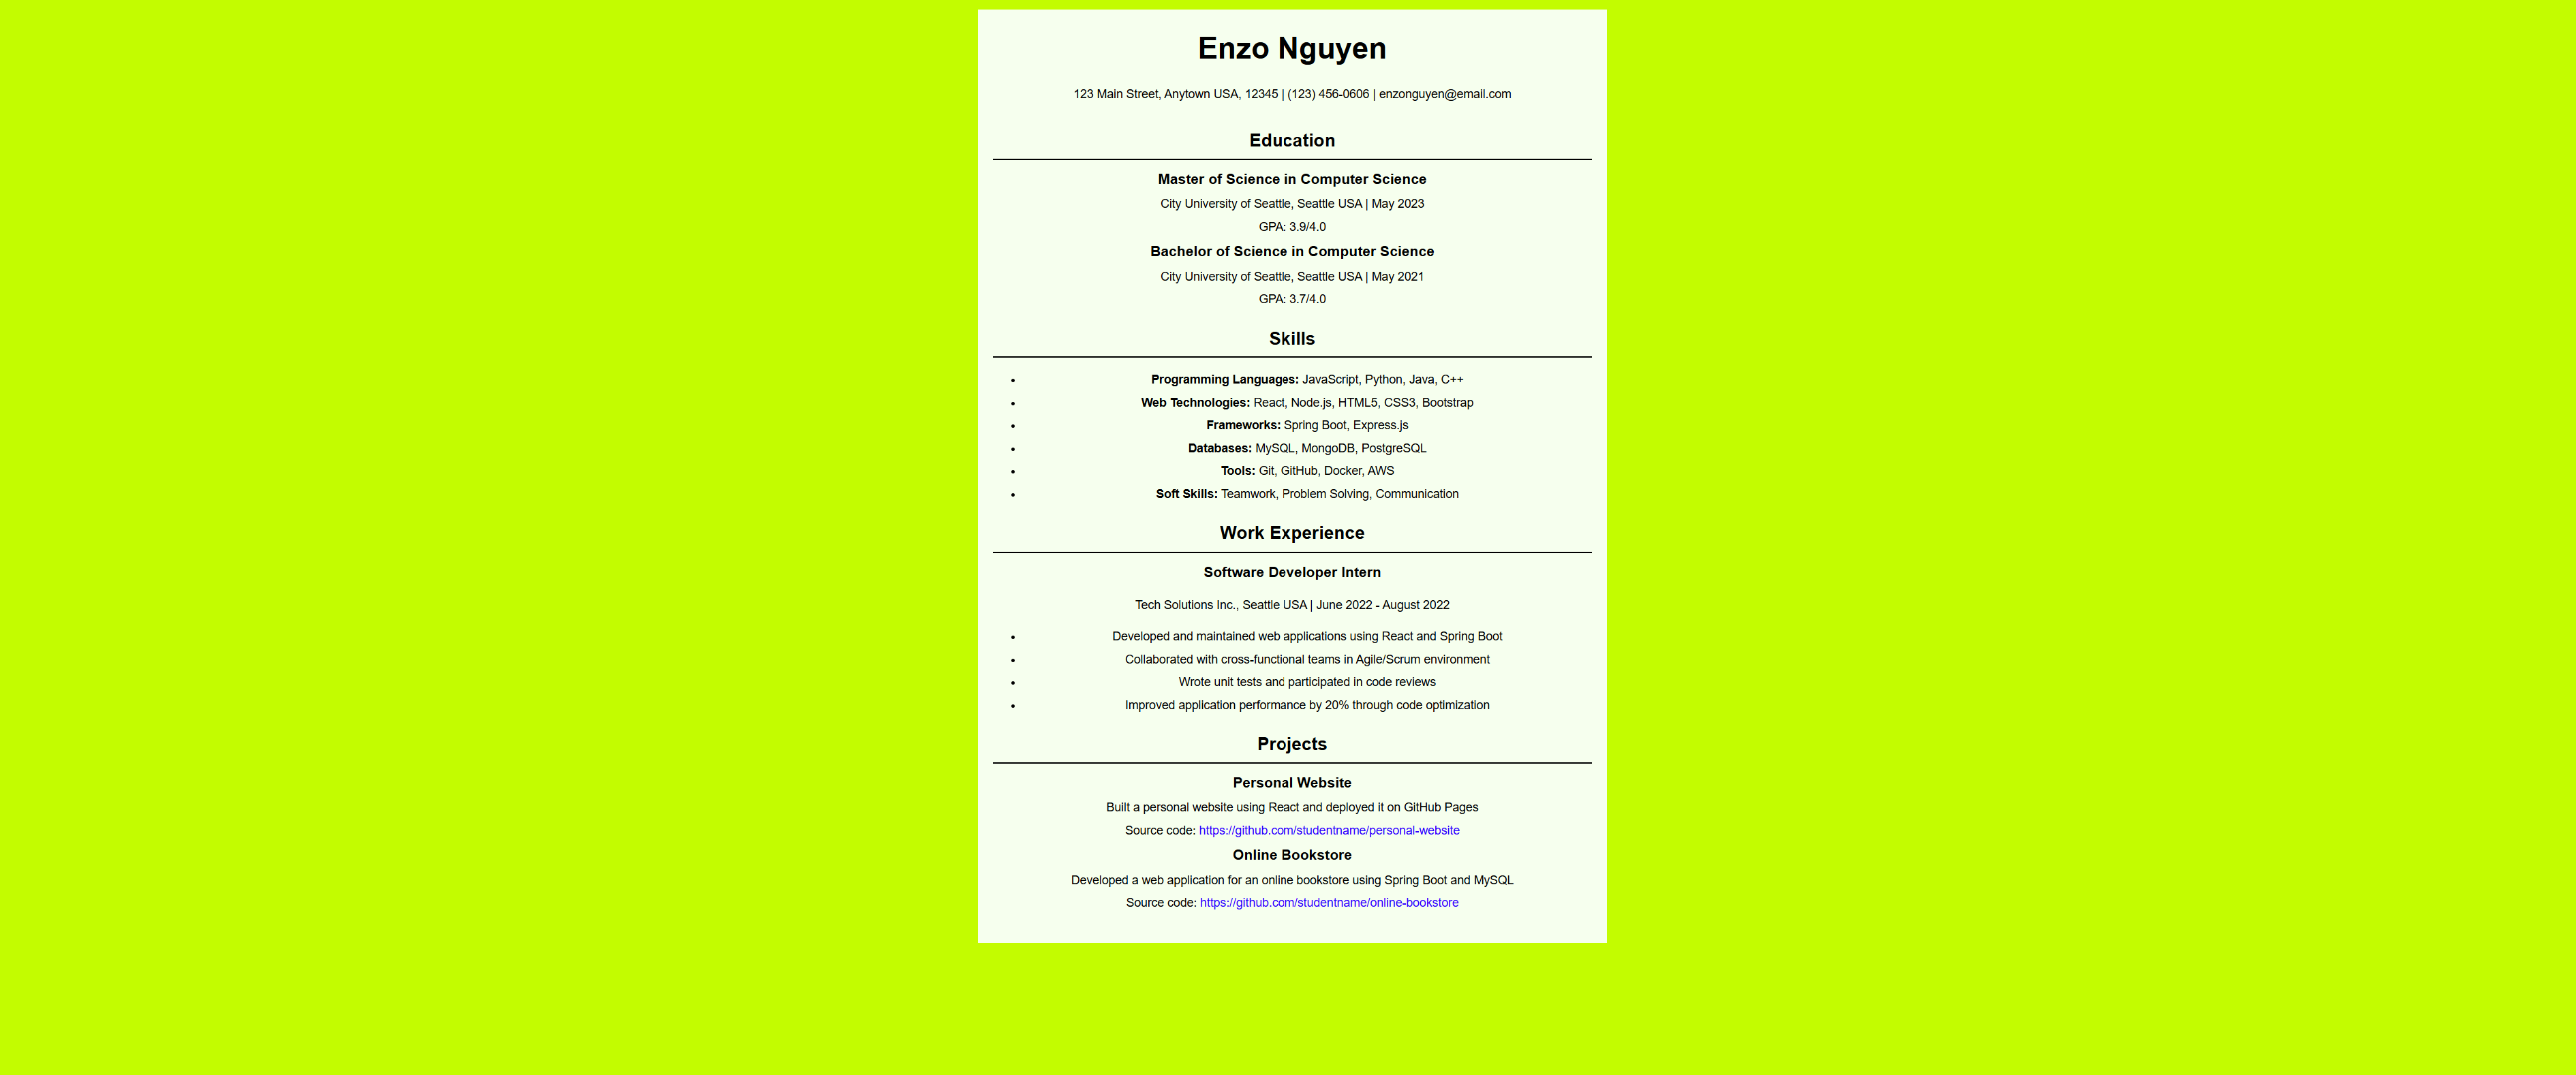 Enzo Nguyen
123 Main Street, Anytown USA, 12345 | (123) 456-0606 | enzonguyen@email.com
Education
Master of Science in Computer Science
City University of Seattle, Seattle USA | May 2023
GPA: 3.9/4.0
Bachelor of Science in Computer Science
City University of Seattle, Seattle USA | May 2021
GPA: 3.7/4.0
Skills
• Programming Languages: JavaScript, Python, Java, C++
• Web Technologies: React, Node.js, HTML5, CSS3, Bootstrap
• Frameworks: Spring Boot, Express.js
• Databases: MySQL, MongoDB, PostgreSQL
• Tools: Git, GitHub, Docker, AWS
• Soft Skills: Teamwork, Problem Solving, Communication
Work Experience
Software Developer Intern
Tech Solutions Inc., Seattle USA | June 2022 - August 2022
• Developed and maintained web applications using React and Spring Boot
• Collaborated with cross-functional teams in Agile/Scrum environment
• Wrote unit tests and participated in code reviews
• Improved application performance by 20% through code optimization
Projects
Personal Website
Built a personal website using React and deployed it on GitHub Pages
Source code: https://github.com/studentname/personal-website
Online Bookstore
Developed a web application for an online bookstore using Spring Boot and MySQL
Source code: https://github.com/studentname/online-bookstore